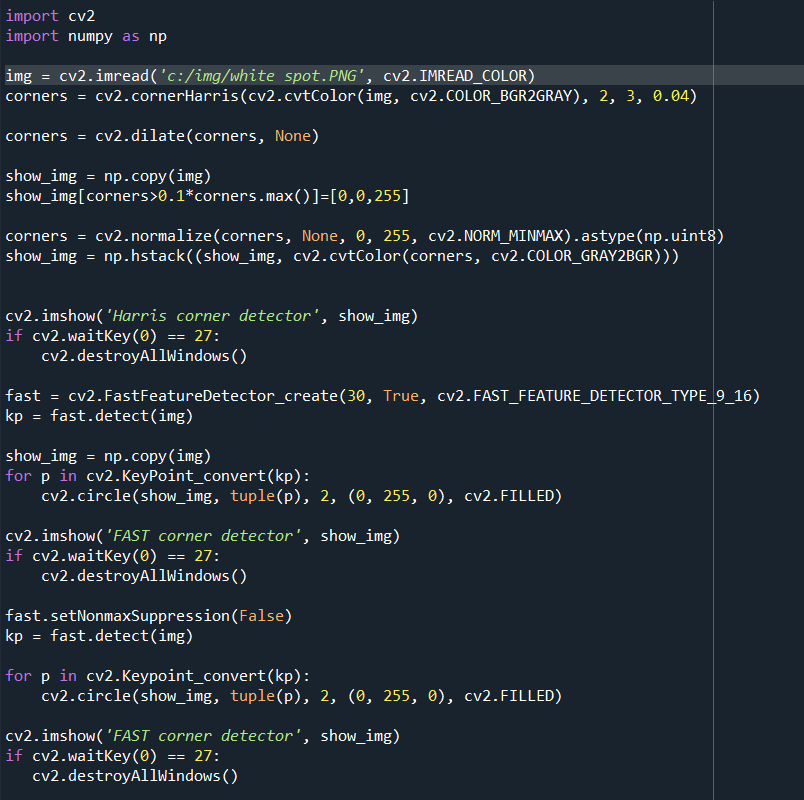 import cv2
import numpy as np
img = cv2.imread('c:/img/white spot.PNG', cv2.IMREAD_COLOR)
corners = cv2.cornerHarris(cv2.cvtColor(img, cv2.COLOR_BGR2GRAY), 2, 3, 0.04)
corners = cv2.dilate(corners, None)
show_img = np.copy(img)
show_img[corners>0.1*corners.max()]=[0,0,255]
corners = cv2.normalize(corners, None, 0, 255, cv2.NORM_MINMAX).astype(np.uint8)
show_img = np.hstack((show_img, cv2.cvtColor(corners, cv2.COLOR_GRAY2BGR)))
cv2.imshow('Harris corner detector', show_img)
if cv2.waitKey(0) == 27:
    cv2.destroyAllWindows()
fast = cv2.FastFeatureDetector_create(30, True, cv2.FAST_FEATURE_DETECTOR_TYPE_9_16)
kp = fast.detect(img)
show_img = np.copy(img)
for p in cv2.KeyPoint_convert(kp):
    cv2.circle(show_img, tuple(p), 2, (0, 255, 0), cv2.FILLED)
cv2.imshow('FAST corner detector', show_img)
if cv2.waitKey(0) == 27:
    cv2.destroyAllWindows()
fast.setNonmaxSuppression(False)
kp = fast.detect(img)
for p in cv2.Keypoint_convert(kp):
    cv2.circle(show_img, tuple(p), 2, (0, 255, 0), cv2.FILLED)
cv2.imshow('FAST corner detector', show_img)
if cv2.waitKey(0) == 27:
   cv2.destroyAllWindows()